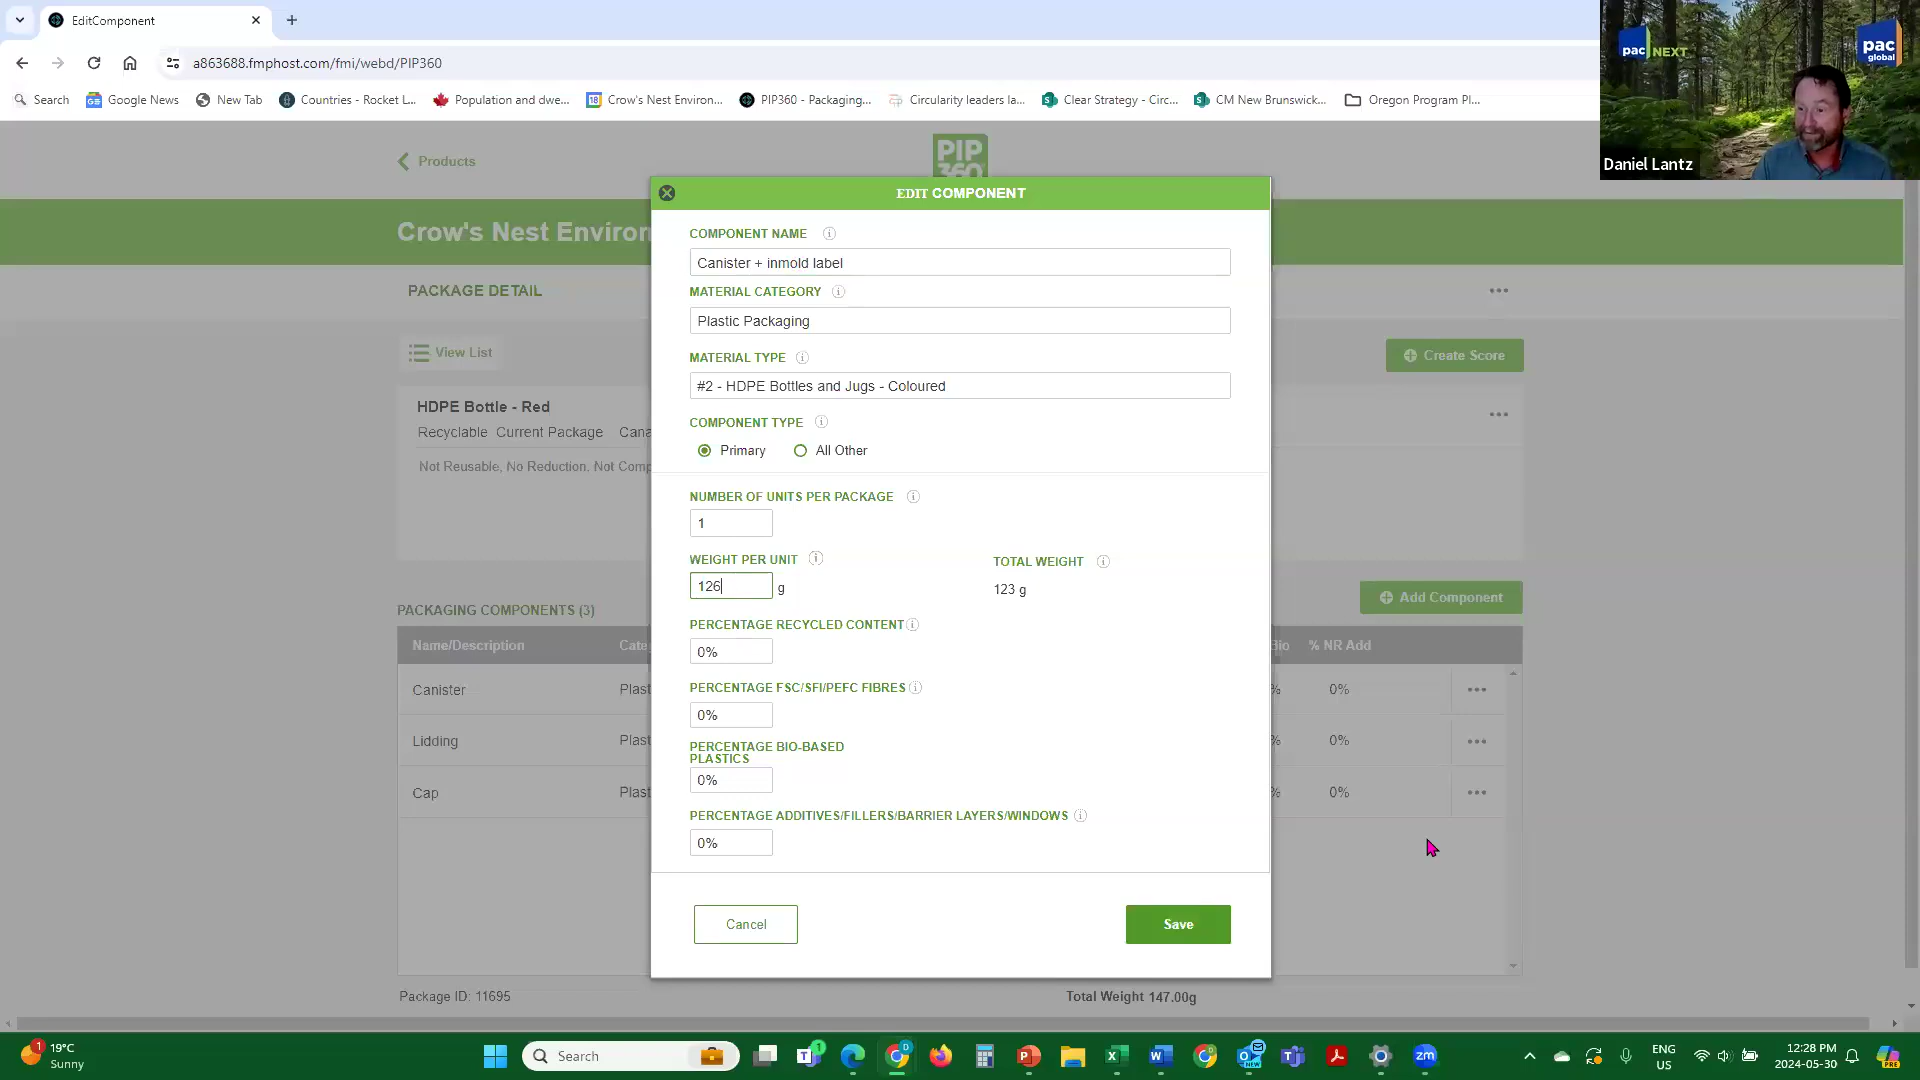 EditComponent
a863688.fmphost.com/fmi/webd/PIP360
Search
Google News
New Tab
Countries - Rocket L...
Population and dwe...
Crow's Nest Environ...
PIP360 - Packaging,...
Circularity leaders la...
Clear Strategy - Circ...
CM New Brunswick...
Oregon Program Pl...
pac NEXT
pac global
Daniel Lantz
Products
PIP
360
EDIT COMPONENT
Crow's Nest Environ
PACKAGE DETAIL
View List
Create Score
HDPE Bottle - Red
Recyclable Current Package Cana
Not Reusable, No Reduction, Not Comp
COMPONENT NAME
Canister + inmold label
MATERIAL CATEGORY
Plastic Packaging
MATERIAL TYPE
#2 - HDPE Bottles and Jugs - Coloured
COMPONENT TYPE
Primary
All Other
NUMBER OF UNITS PER PACKAGE
1
WEIGHT PER UNIT
126 g
TOTAL WEIGHT
123 g
PERCENTAGE RECYCLED CONTENT
0%
PERCENTAGE FSC/SFI/PEFC FIBRES
0%
PERCENTAGE BIO-BASED
PLASTICS
0%
PERCENTAGE ADDITIVES/FILLERS/BARRIER LAYERS/WINDOWS
0%
Cancel
Save
PACKAGING COMPONENTS (3)
Add Component
Name/Description Cate Bio % NR Add
Canister Plast % 0%
Lidding Plast % 0%
Cap Plast % 0%
Package ID: 11695
Total Weight 147.00g
1
19°C
Sunny
Search
1
D
zm
ENG
US
12:28 PM
2024-05-30
PRE